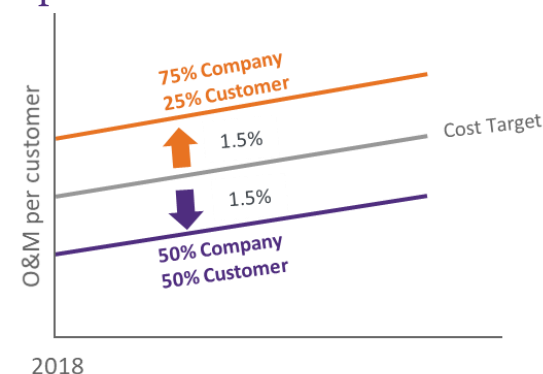 75% Company
25% Customer
1.5%
Cost Target
1.5%
50% Company
50% Customer
O&M per customer
2018